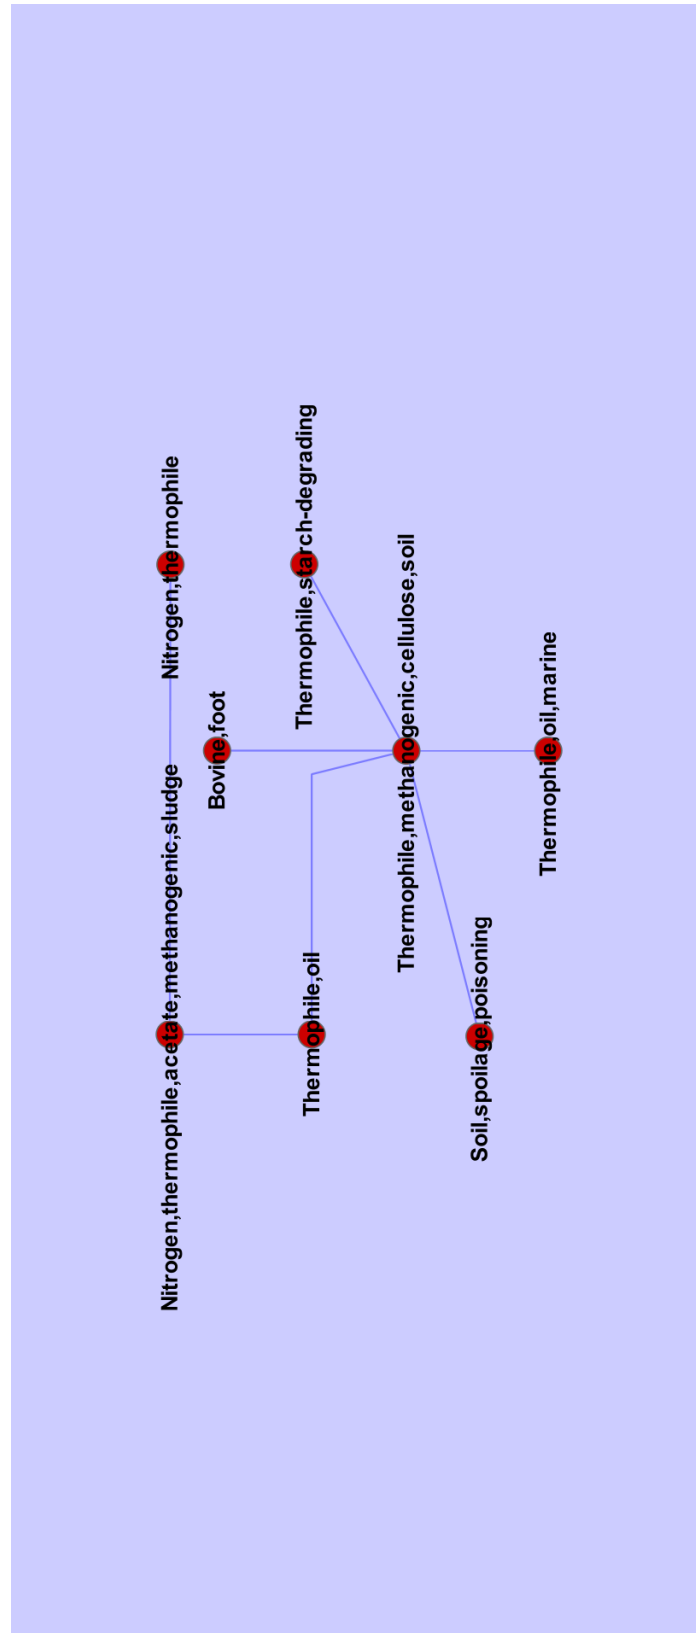 Nitrogen,thermophile
Nitrogen,thermophile,acetate,methanogenic,sludge
Bovine,foot
Thermophile,starch-degrading
Thermophile,oil
Thermophile,methanogenic,cellulose,soil
Soil,spoilage,poisoning
Thermophile,oil,marine